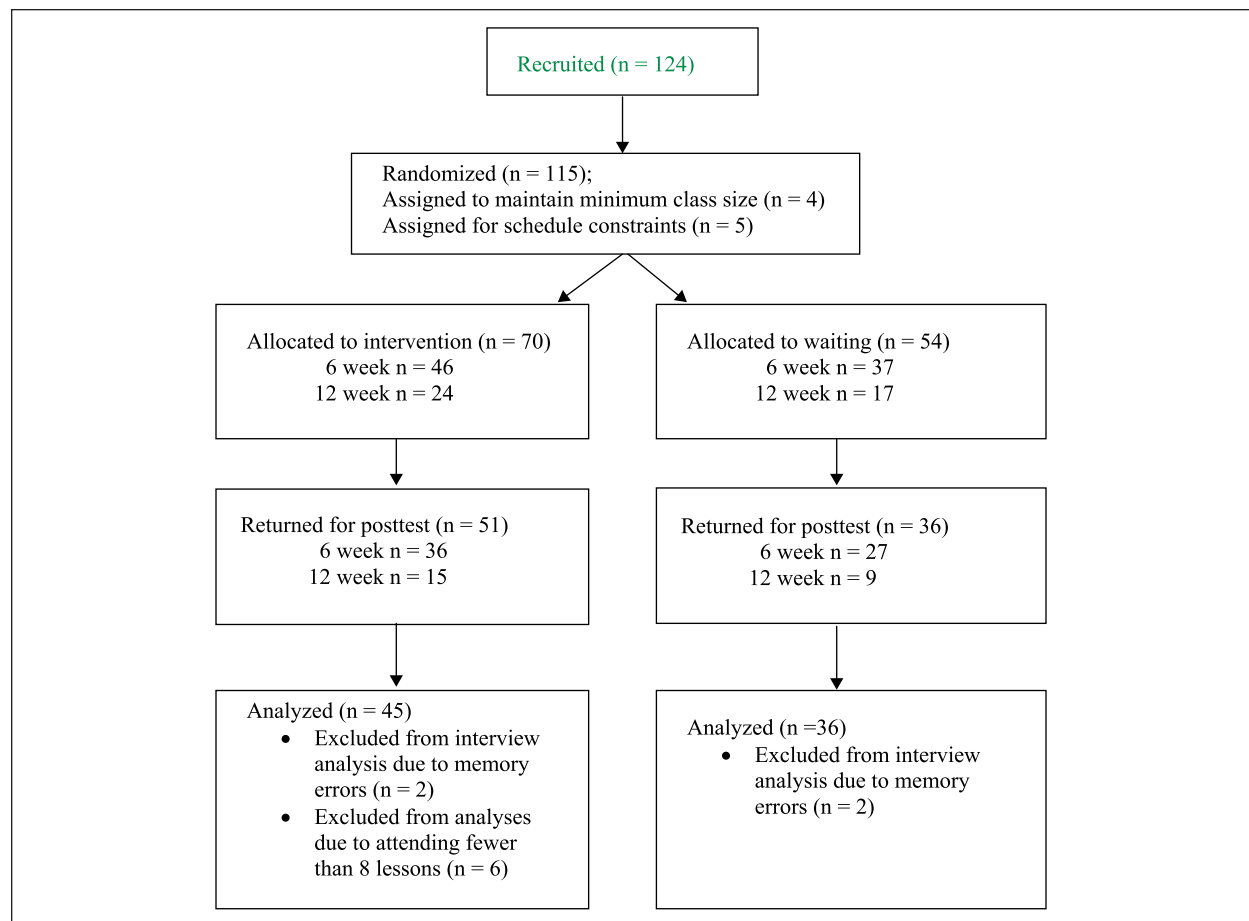 Recruited (n = 124)
Randomized (n = 115);
Assigned to maintain minimum class size (n = 4)
Assigned for schedule constraints (n = 5)
Allocated to intervention (n = 70)
6 week n = 46
12 week n = 24
Allocated to waiting (n = 54)
6 week n = 37
12 week n = 17
Returned for posttest (n = 51)
6 week n = 36
12 week n = 15
Returned for posttest (n = 36)
6 week n = 27
12 week n = 9
Analyzed (n = 45)
• Excluded from interview
analysis due to memory
errors (n = 2)
• Excluded from analyses
due to attending fewer
than 8 lessons (n = 6)
Analyzed (n =36)
• Excluded from interview
analysis due to memory
errors (n = 2)